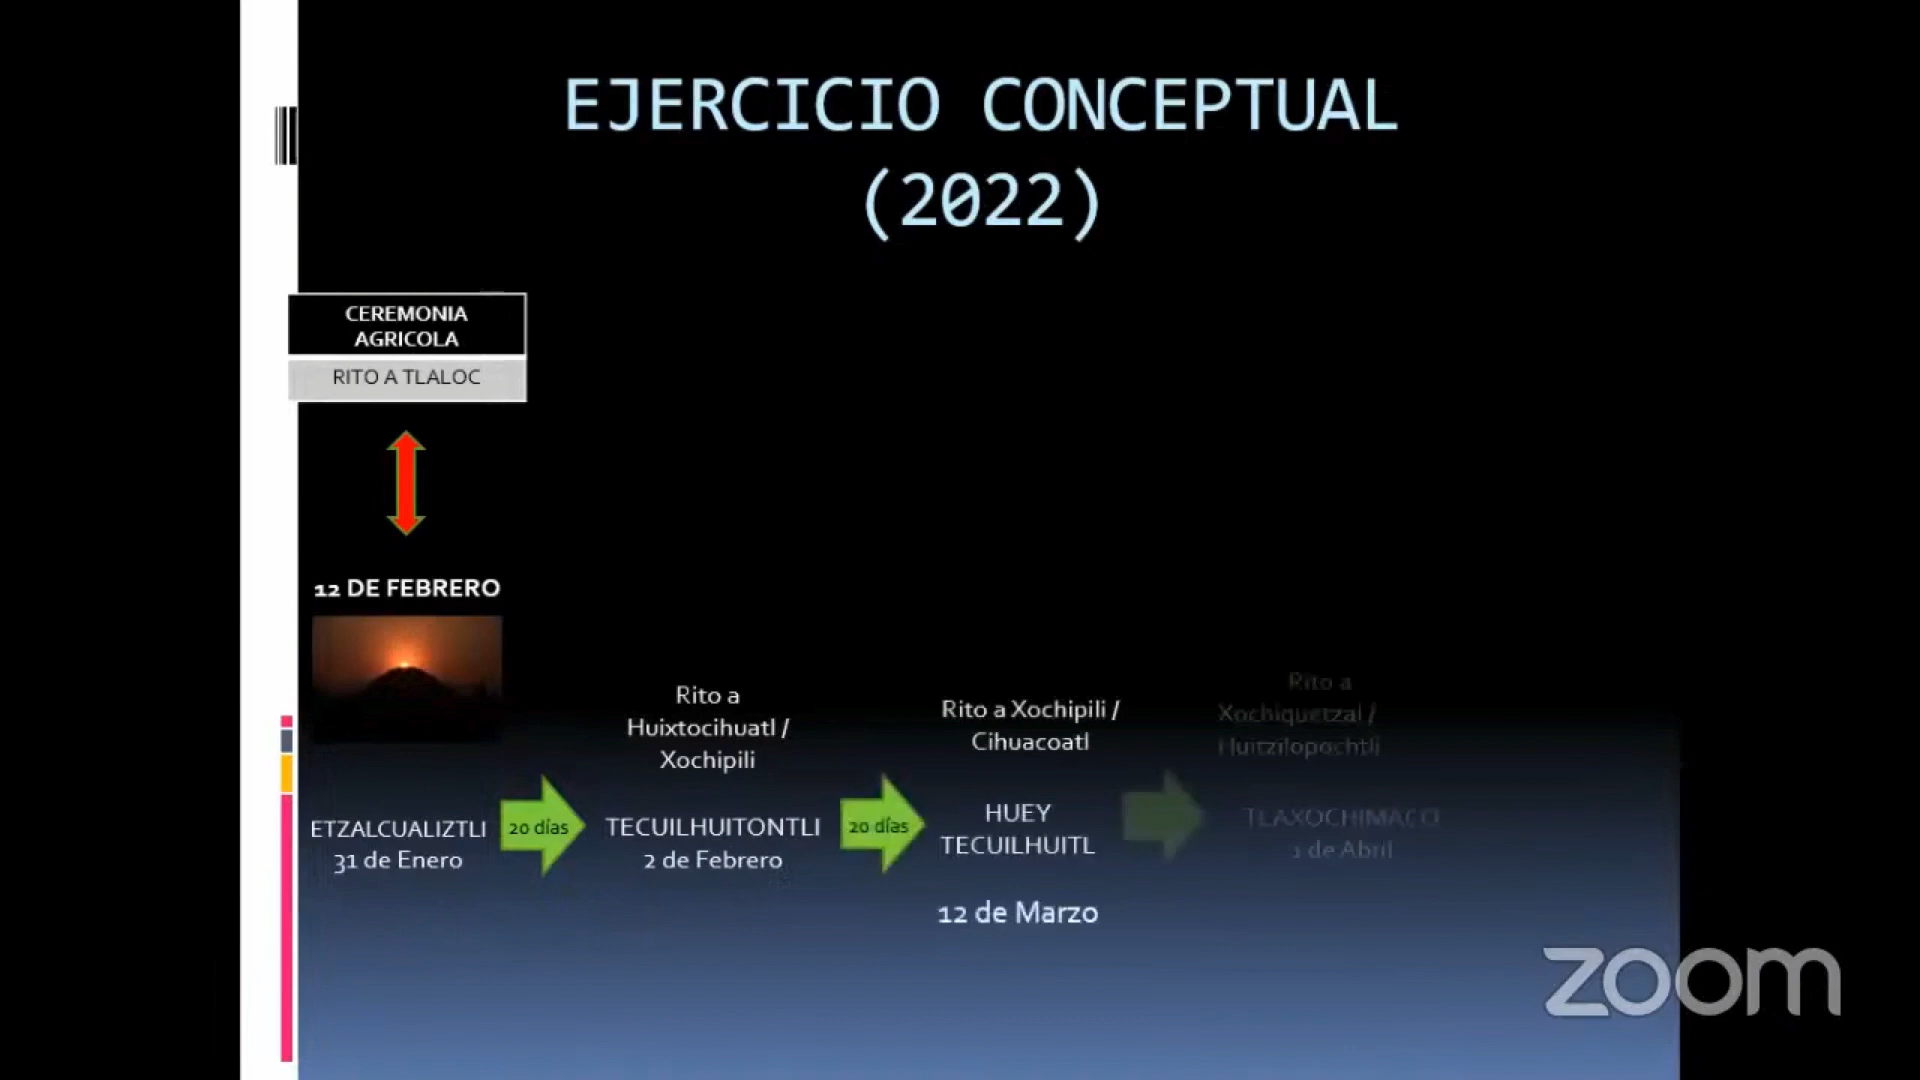 EJERCICIO CONCEPTUAL
(2022)
CEREMONIA
AGRICOLA
RITO A TLALOC
12 DE FEBRERO
Rito a
Huixtocihuatl /
Xochipili
Rito a Xochipili /
Cihuacoatl
Rito a
Xochiquetzal /
Huitzilopochtli
ETZALCUALIZTLI
31 de Enero
20 días
TECUILHUITONTLI
2 de Febrero
20 días
HUEY
TECUILHUITL
12 de Marzo
TLAXOCHIMACO
1 de Abril
zoom